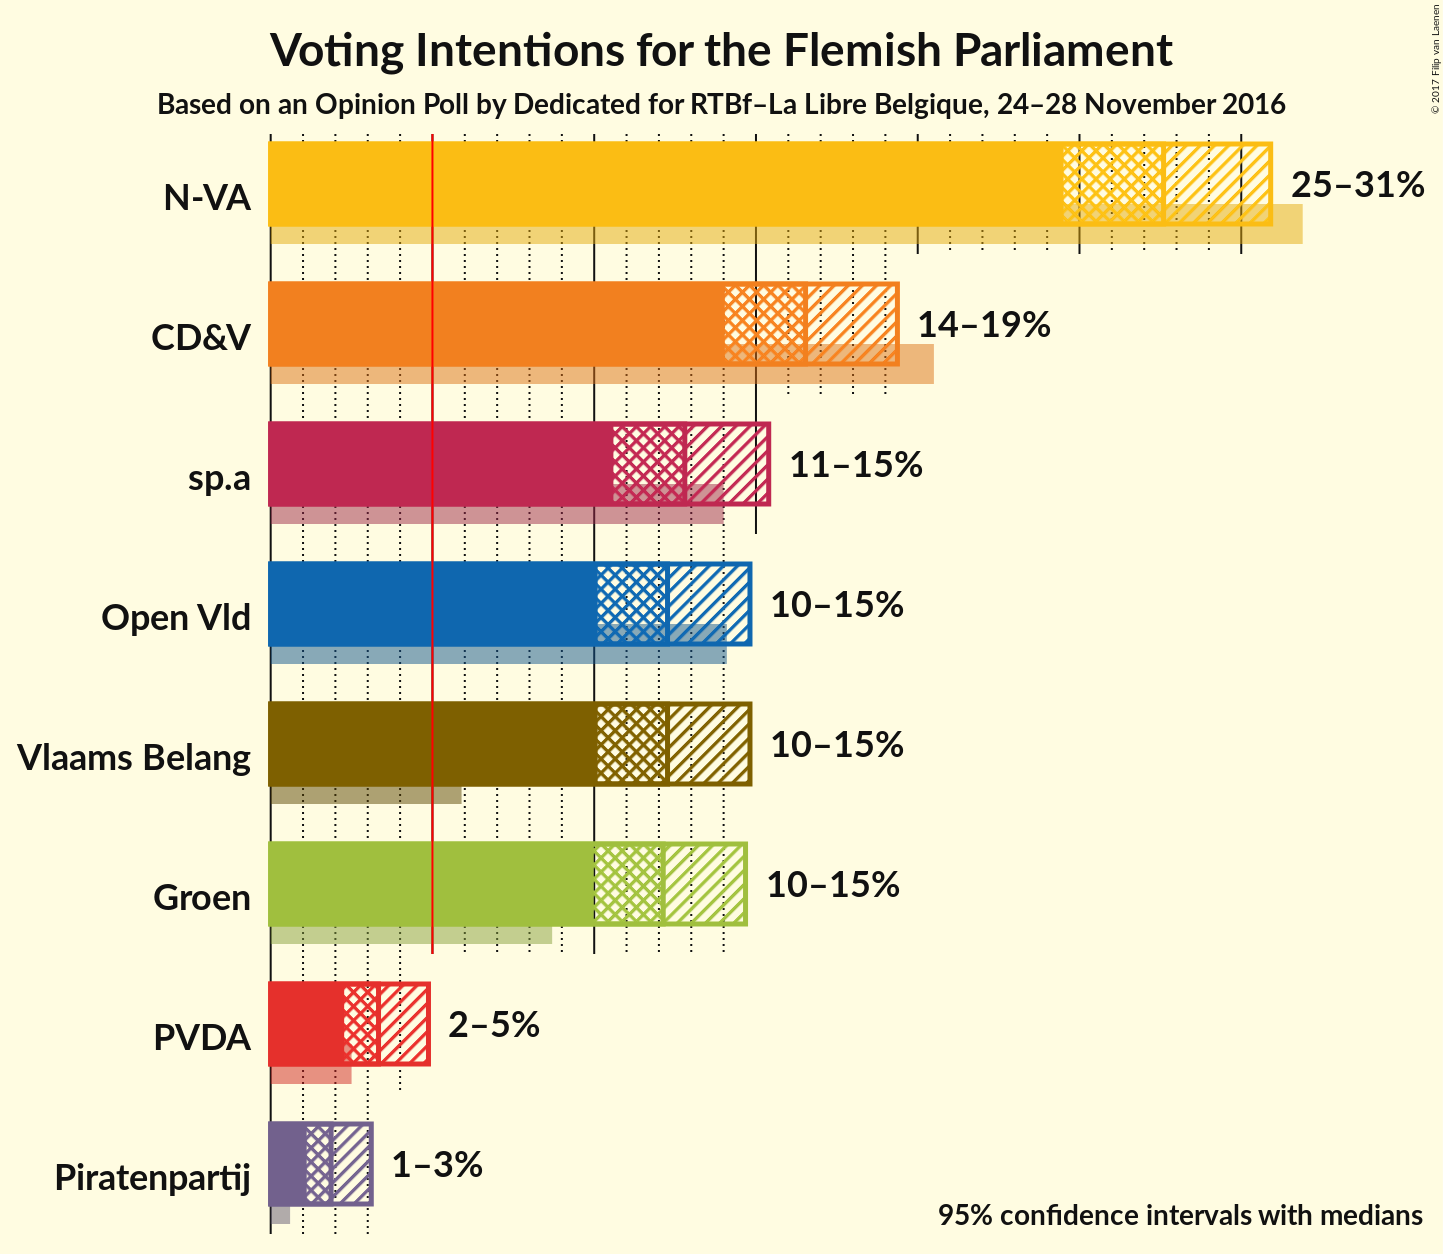 Voting Intentions for the Flemish Parliament
Based on an Opinion Poll by Dedicated for RTBf–La Libre Belgique, 24–28 November 2016
© 2017 Filip van Laenen
N-VA
25–31%
CD&V
14–19%
sp.a
11–15%
Open Vld
10–15%
Vlaams Belang
10–15%
Groen
10–15%
PVDA
2–5%
Piratenpartij
1–3%
95% confidence intervals with medians